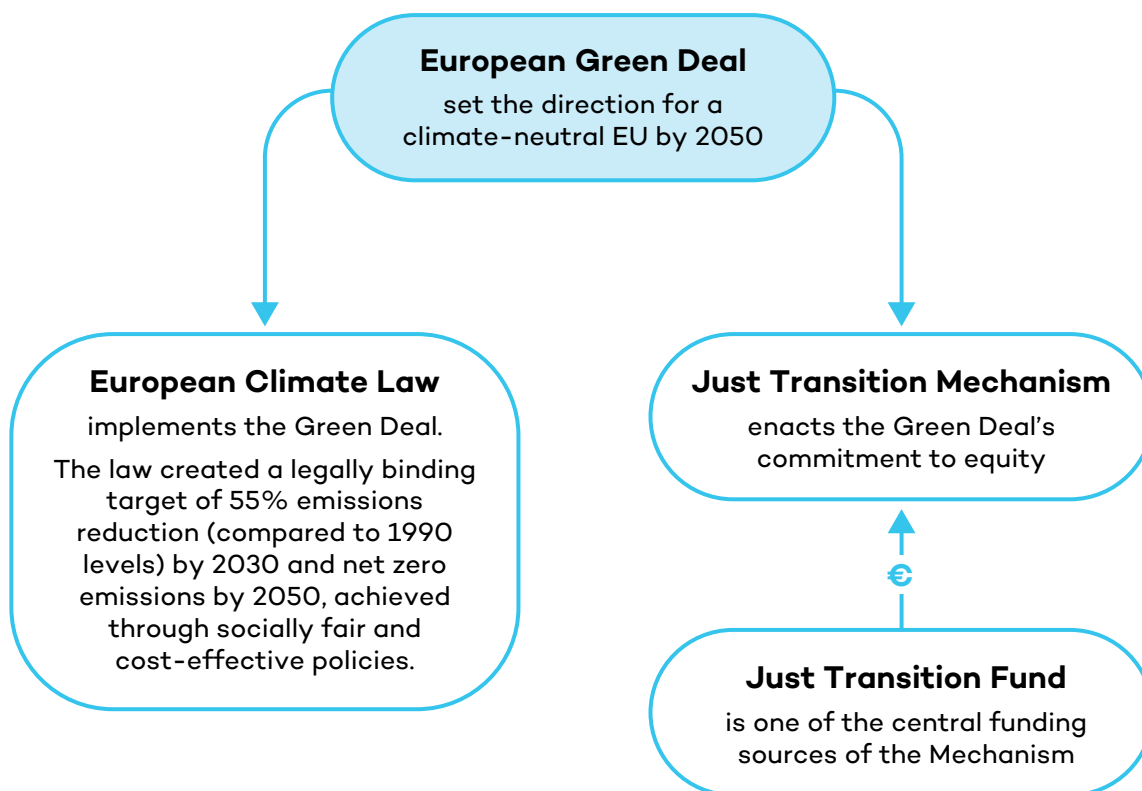 European Green Deal
set the direction for a
climate-neutral EU by 2050
European Climate Law
implements the Green Deal.
The law created a legally binding
target of 55% emissions
reduction (compared to 1990
levels) by 2030 and net zero
emissions by 2050, achieved
through socially fair and
cost-effective policies.
Just Transition Mechanism
enacts the Green Deal’s
commitment to equity
€
Just Transition Fund
is one of the central funding
sources of the Mechanism